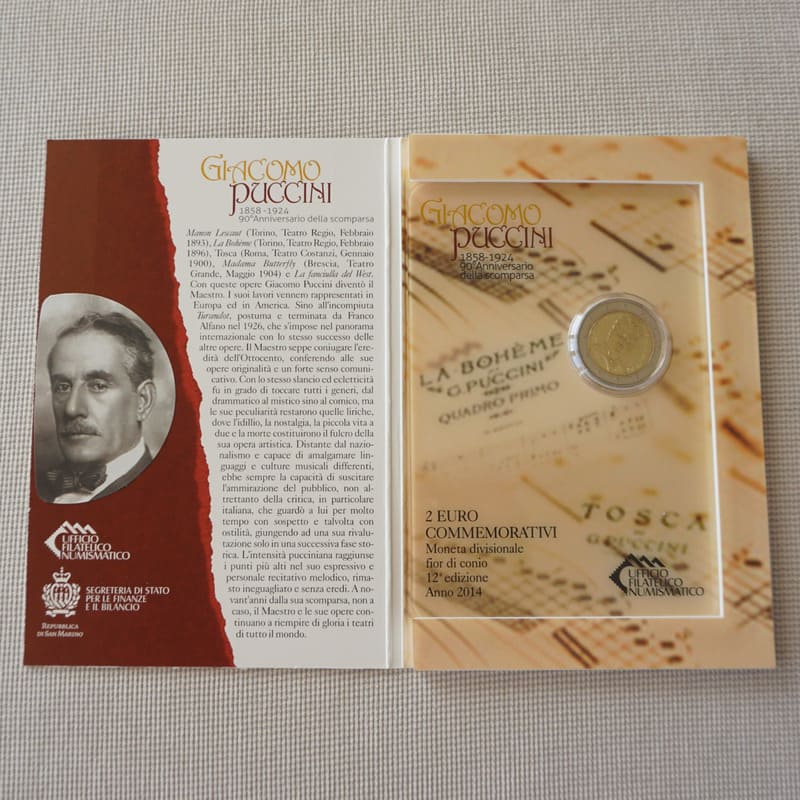 GIACOMO
PUCCINI
1858 -1924
90°Anniversario della scomparsa
Manon Lescaut (Torino, Teatro Regio, Febbraio
1893), La Bohème (Torino, Teatro Regio, Febbraio
1896), Tosca (Roma, Teatro Costanzi, Gennaio
1900), Madama Butterfly (Brescia, Teatro
Grande, Maggio 1904) e La fanciulla del West.
Con queste opere Giacomo Puccini diventò il
Maestro. I suoi lavori vennero rappresentati in
Europa ed in America. Sino all'incompiuta
Turandot, postuma e terminata da Franco
Alfano nel 1926, che s'impose nel panorama
internazionale con lo stesso successo delle
altre opere. Il Maestro seppe coniugare l'ere-
dità dell'Ottocento, conferendo alle sue
opere originalità e un forte senso comuni-
cativo. Con lo stesso slancio ed ecletticità
fu in grado di toccare tutti i generi, dal
drammatico al mistico sino al comico, ma
le sue peculiarità restarono quelle liriche,
dove l'idillio, la nostalgia, la piccola vita a
due e la morte costituirono il fulcro della
sua opera artistica. Distante dal nazio-
nalismo e capace di amalgamare lin-
guaggi e culture musicali differenti,
ebbe sempre la capacità di suscitare
l'ammirazione del pubblico, non al-
trettanto della critica, in particolare
italiana, che guardò a lui per molto
tempo con sospetto e talvolta con
ostilità, giungendo ad una sua rivalu-
tazione solo in una successiva fase sto-
rica. L'intensità pucciniana raggiunse
i punti più alti nel suo espressivo e
personale recitativo melodico, rima-
sto ineguagliato e senza eredi. A no-
vant'anni dalla sua scomparsa, non a
caso, il Maestro e le sue opere con-
tinuano a riempire di gloria i teatri
di tutto il mondo.
UFFICIO
FILATELICO
NUMISMATICO
SEGRETERIA DI STATO
PER LE FINANZE
E IL BILANCIO
REPUBBLICA
DI SAN MARINO
GIACOMO
PUCCINI
1858 -1924
90°Anniversario
della scomparsa
LA BOHÈME
DI
G.PUCCINI
QUADRO PRIMO
TOSCA
DI
G.PUCCINI
2 EURO
COMMEMORATIVI
Moneta divisionale
fior di conio
12ª edizione
Anno 2014
UFFICIO
FILATELICO
NUMISMATICO